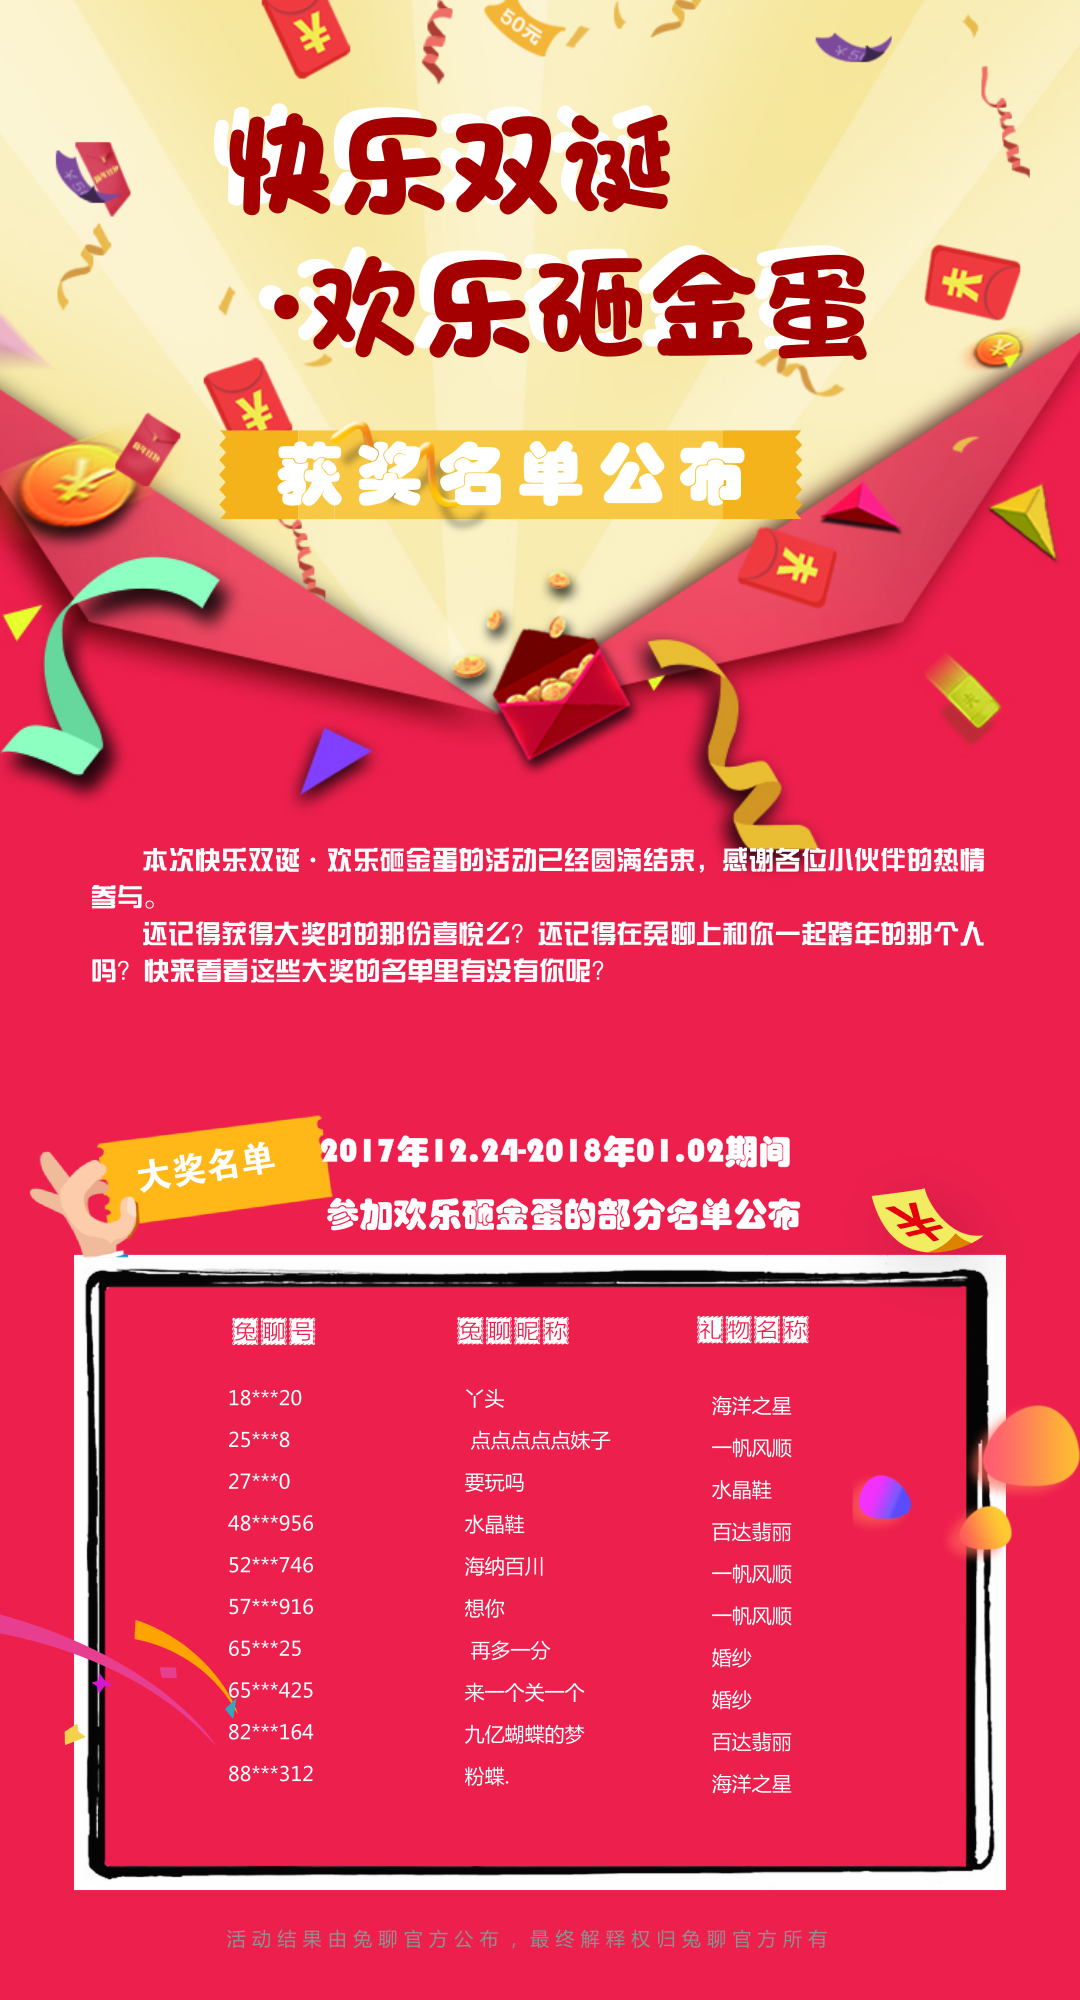 50元
快乐双诞
·欢乐砸金蛋
获奖名单公布
本次快乐双诞·欢乐砸金蛋的活动已经圆满结束，感谢各位小伙伴的热情
参与。
还记得获得大奖时的那份喜悦么？还记得在兔聊上和你一起跨年的那个人
吗？快来看看这些大奖的名单里有没有你呢？
大奖名单
2017年12.24-2018年01.02期间
参加欢乐砸金蛋的部分名单公布
兔聊号 兔聊昵称 礼物名称
18***20 丫头 海洋之星
25***8 点点点点点妹子 一帆风顺
27***0 要玩吗 水晶鞋
48***956 水晶鞋 百达翡丽
52***746 海纳百川 一帆风顺
57***916 想你 一帆风顺
65***25 再多一分 婚纱
65***425 来一个关一个 婚纱
82***164 九亿蝴蝶的梦 百达翡丽
88***312 粉蝶. 海洋之星
活动结果由兔聊官方公布，最终解释权归兔聊官方所有